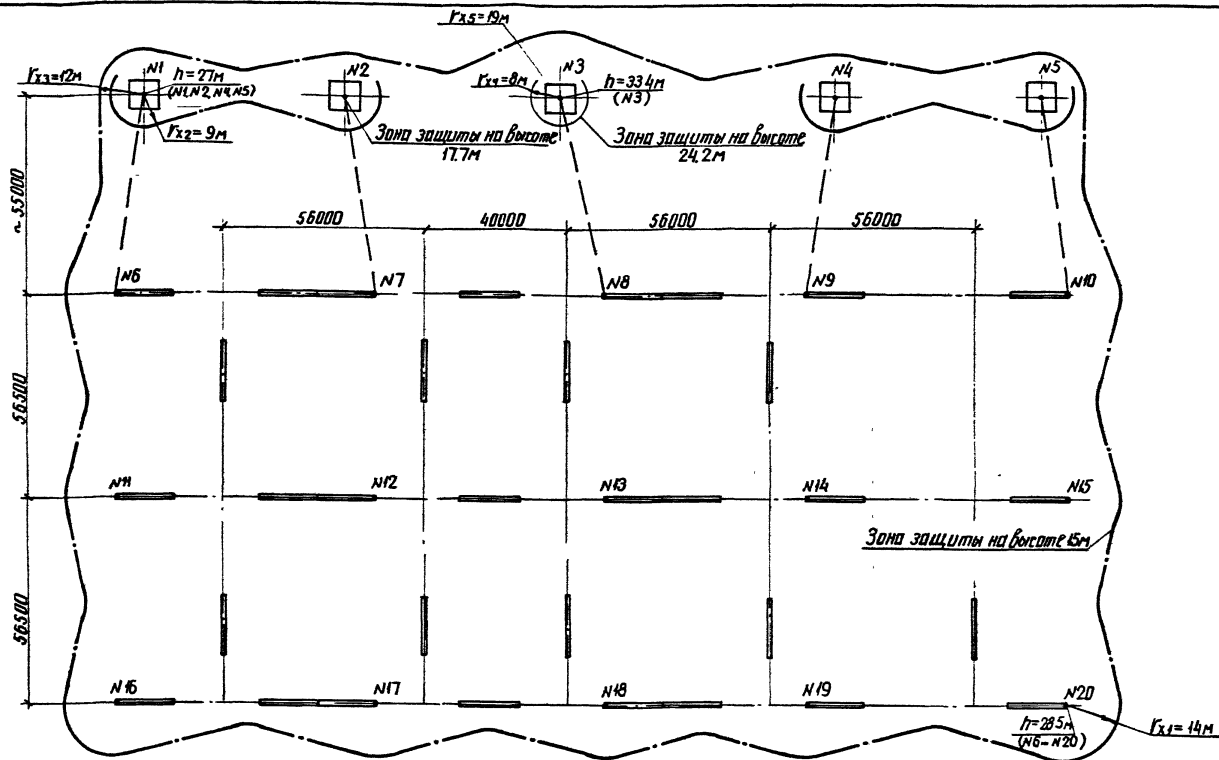 rx5=19м
rx3=12м
N1
h=27м
(N1,N2,N4,N5)
rx2=9м
N2
N3
rx4=8м
h=33.4м
(N3)
N4
N5
Зона защиты на высоте
17.7м
Зона защиты на высоте
24.2м
~55000
56000
40000
56000
56000
N6
N7
N8
N9
N10
56500
N11
N12
N13
N14
N15
Зона защиты на высоте 15м
56500
N16
N17
N18
N19
N20
h=28.5м
(N6-N20)
rx1=14м